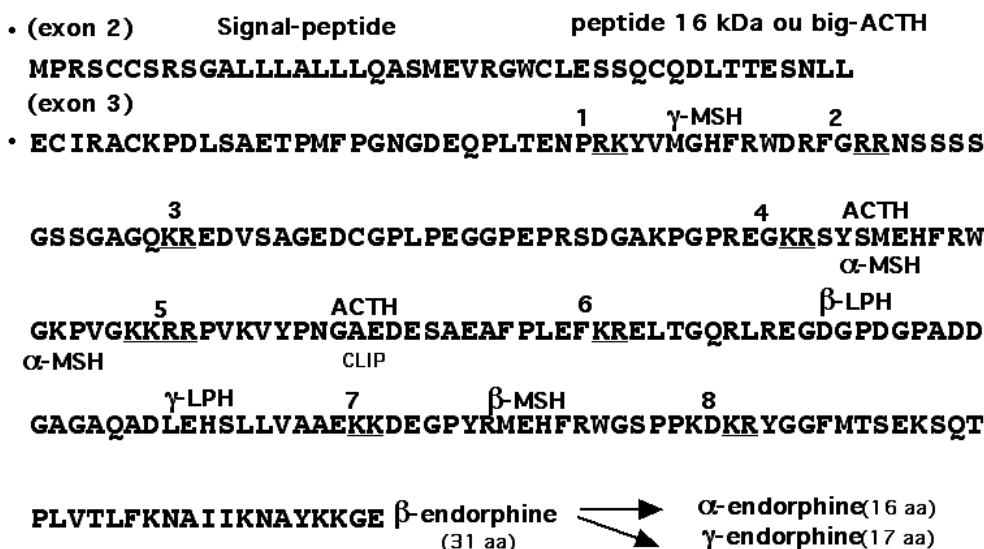 • (exon 2) Signal-peptide peptide 16 kDa ou big-ACTH
MPRSCCSRSGALLLALLLQASMEVRGWCLESSQCQDLTTESNLL
(exon 3)
1 γ-MSH 2
• ECIRACKPDLSAETPMFPGNGDEQPLTENPRKYVMGHFRWDRFGRRNSSSS
3 4 ACTH
GSSGAGQKREDVSAGEDCGPLPEGGPEPRSDGAKPGPREGKRSYSMEHFRW
α-MSH
5 ACTH 6 β-LPH
GKPVGKKRRPVKVYPNGAEDESAEAFPLEFKRELTGQRLREGDGPDGPADD
α-MSH CLIP
γ-LPH 7 β-MSH 8
GAGAQADLEHSLLVAAEKKDEGPYRMEHFRWGSPPKDKRYGGFMTSEKSQT
PLVTLFKNAIIKNAYKKGE β-endorphine α-endorphine(16 aa)
(31 aa) γ-endorphine(17 aa)